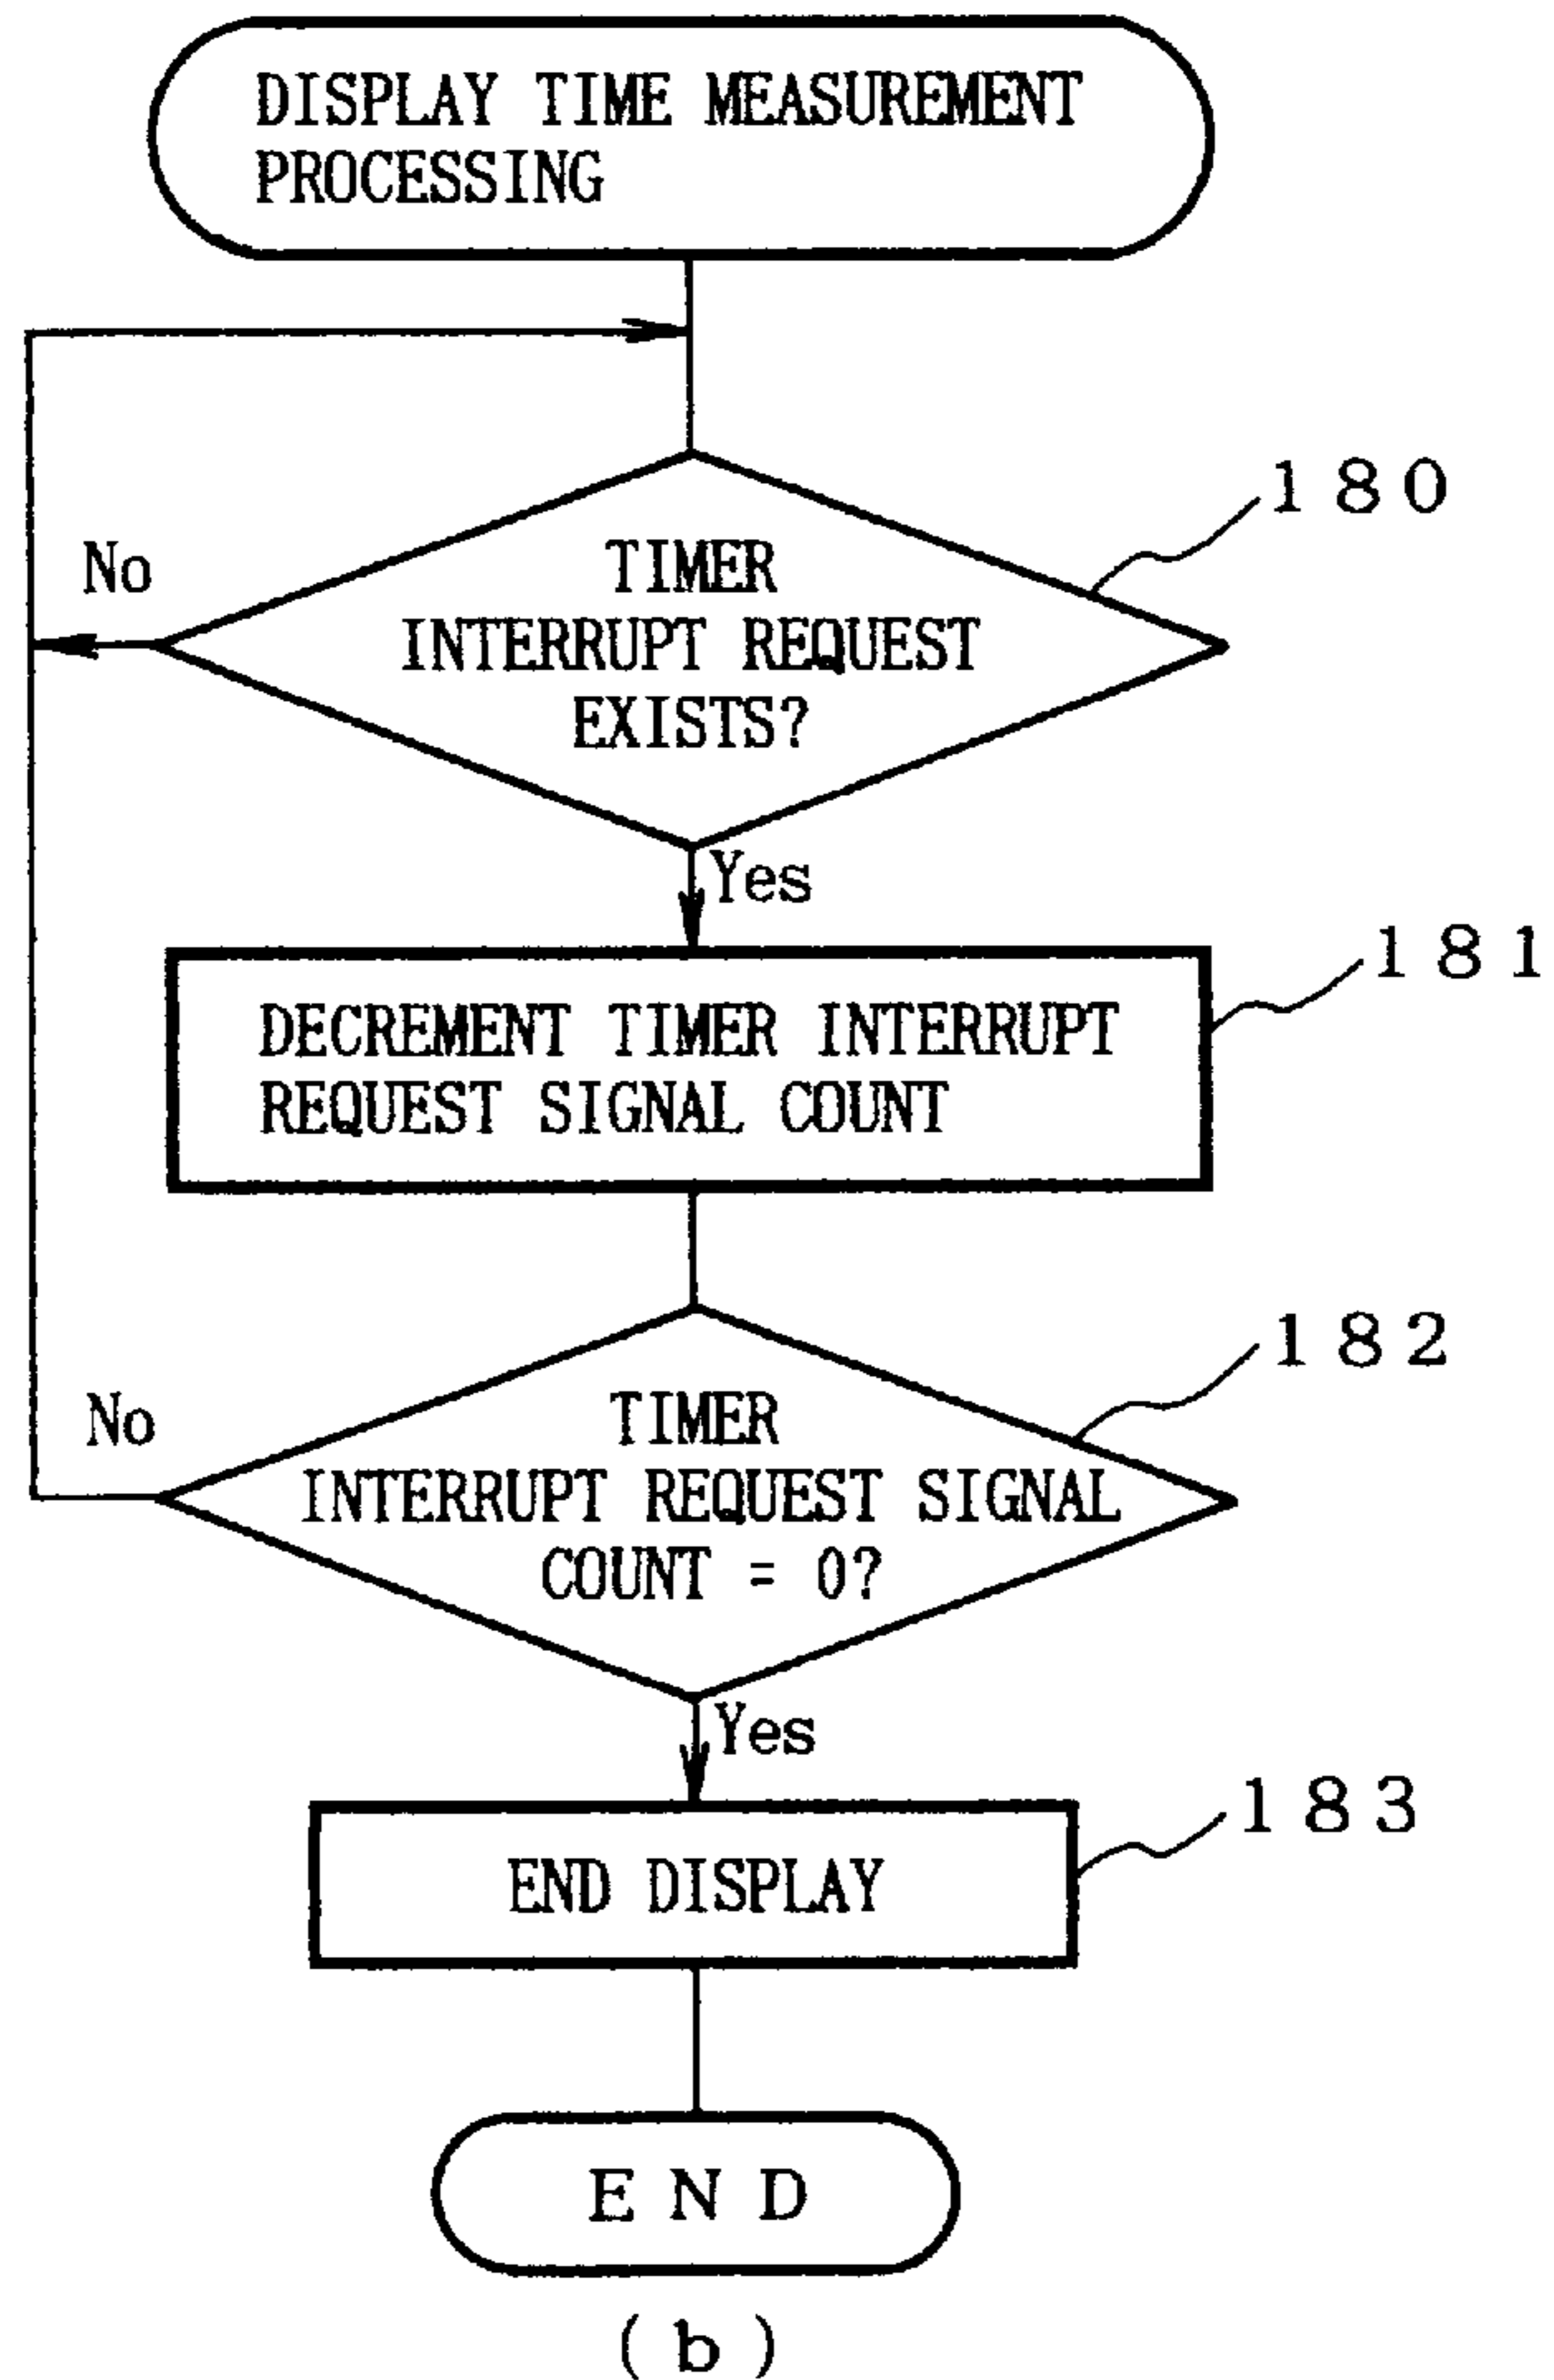 DISPLAY TIME MEASUREMENT
PROCESSING
180
No
TIMER
INTERRUPT REQUEST
EXISTS?
Yes
181
DECREMENT TIMER INTERRUPT
REQUEST SIGNAL COUNT
182
No
TIMER
INTERRUPT REQUEST SIGNAL
COUNT = 0?
Yes
183
END DISPLAY
END
(b)